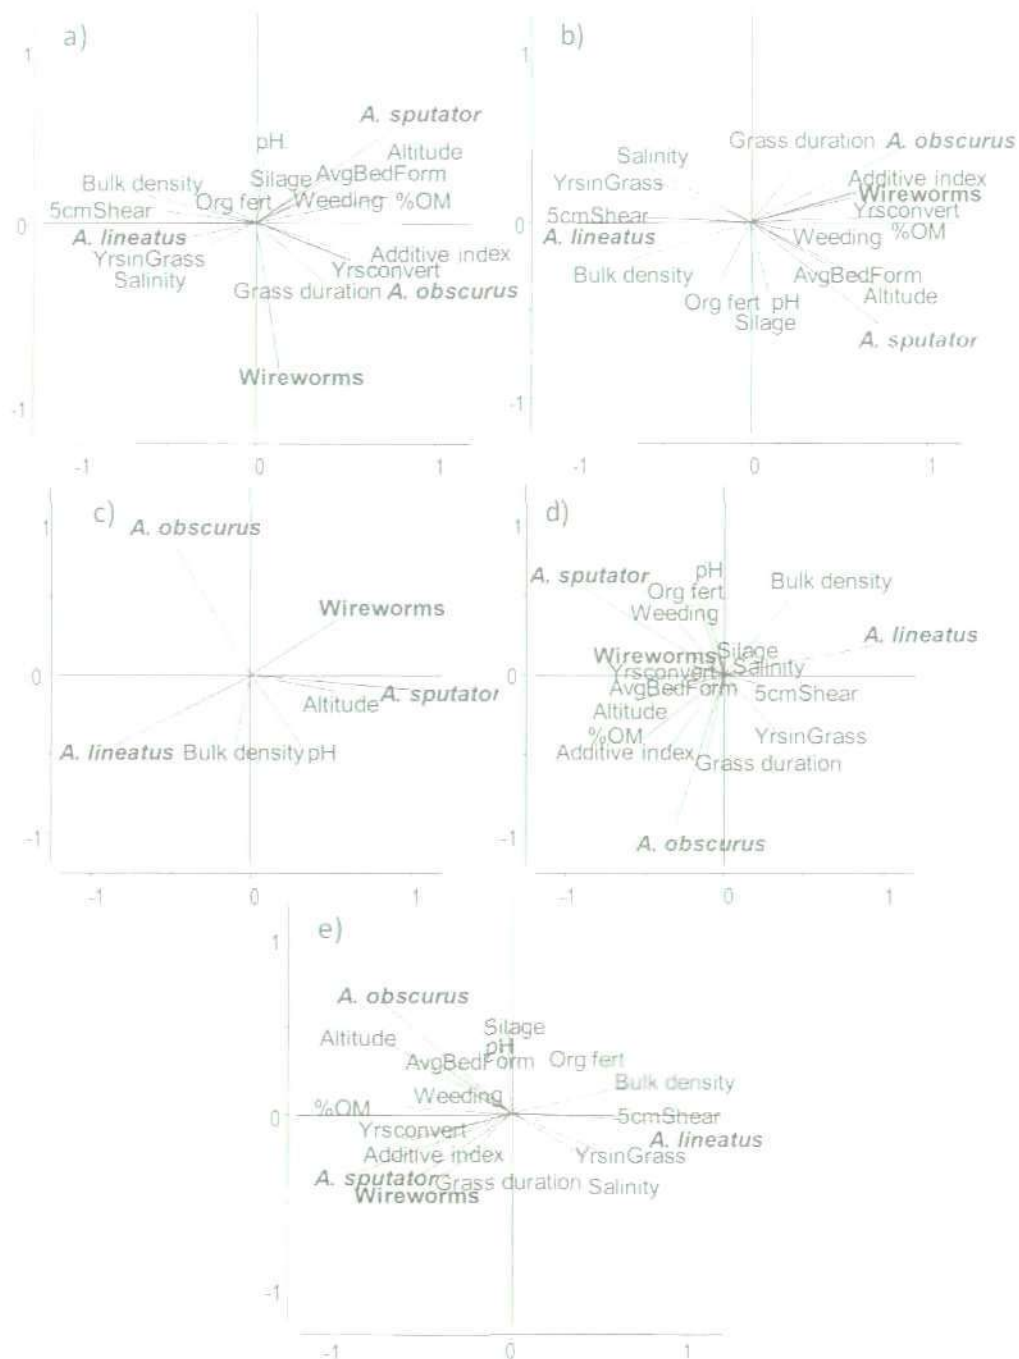 a)
1
A. sputator
pH
Altitude
Silage AvgBedForm
Bulk density
Org fert Weeding %OM
5cmShear
0
A. lineatus
YrsinGrass
Additive index
Yrsconvert
Salinity
Grass duration A. obscurus
Wireworms
-1
-1 0 1
b)
1
Grass duration A. obscurus
Salinity
YrsinGrass
Additive index
Wireworms
5cmShear
Yrsconvert
0
A. lineatus
Weeding %OM
Bulk density
AvgBedForm
Org fert pH
Altitude
Silage
A. sputator
-1
-1 0 1
c)
1
A. obscurus
Wireworms
0
Altitude A. sputator
A. lineatus Bulk density pH
-1
-1 0 1
d)
1
pH
A. sputator
Bulk density
Org fert
Weeding
A. lineatus
Wireworms Silage
Yrsconvert Salinity
0
AvgBedForm 5cmShear
Altitude
%OM YrsinGrass
Additive index
Grass duration
-1
A. obscurus
-1 0 1
e)
1
A. obscurus
Silage
Altitude
pH
AvgBedForm Org fert
Bulk density
Weeding
%OM
0
5cmShear
Yrsconvert
A. lineatus
Additive index YrsinGrass
A. sputator Grass duration Salinity
Wireworms
-1
-1 0 1